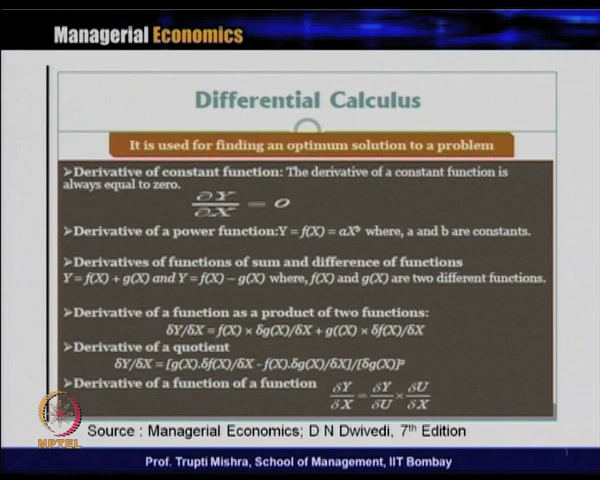 Managerial Economics
Differential Calculus
It is used for finding an optimum solution to a problem
➢Derivative of constant function: The derivative of a constant function is
always equal to zero.
∂Y/∂X = 0
➢Derivative of a power function:Y = f(X) = aXᵇ where, a and b are constants.
➢Derivatives of functions of sum and difference of functions
Y = f(X) + g(X) and Y = f(X) – g(X) where, f(X) and g(X) are two different functions.
➢Derivative of a function as a product of two functions:
δY/δX = f(X) × δg(X)/δX + g((X) × δf(X)/δX
➢Derivative of a quotient
δY/δX = [g(X).δf(X)/δX - f(X).δg(X)/δX]/[δg(X)]²
➢Derivative of a function of a function δY/δX = δY/δU × δU/δX
NPTEL
Source : Managerial Economics; D N Dwivedi, 7th Edition
Prof. Trupti Mishra, School of Management, IIT Bombay